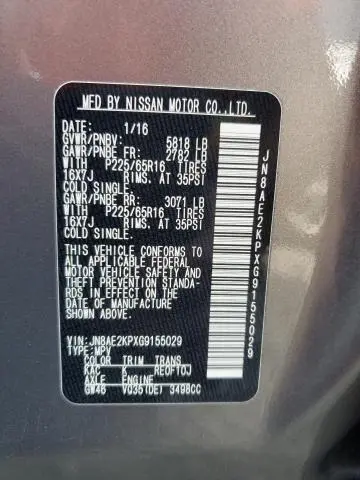 MFD BY NISSAN MOTOR CO.,LTD.
DATE: 1/16
GVWR/PNBV: 5818 LB
GAWR/PNBE FR: 2782 LB
WITH P225/65R16 TIRES
16X7J RIMS. AT 35PSI
COLD SINGLE.
GAWR/PNBE RR: 3071 LB
WITH P225/65R16 TIRES
16X7J RIMS. AT 35PSI
COLD SINGLE.
THIS VEHICLE CONFORMS TO
ALL APPLICABLE FEDERAL
MOTOR VEHICLE SAFETY AND
THEFT PREVENTION STANDA-
RDS IN EFFECT ON THE
DATE OF MANUFACTURE
SHOWN ABOVE.
VIN:JN8AE2KPXG9155029
TYPE:MPV
COLOR TRIM TRANS
KAC K RE0F10J
AXLE ENGINE
GW46 VQ35(DE) 3498CC
JN8AE2KPXG9155029